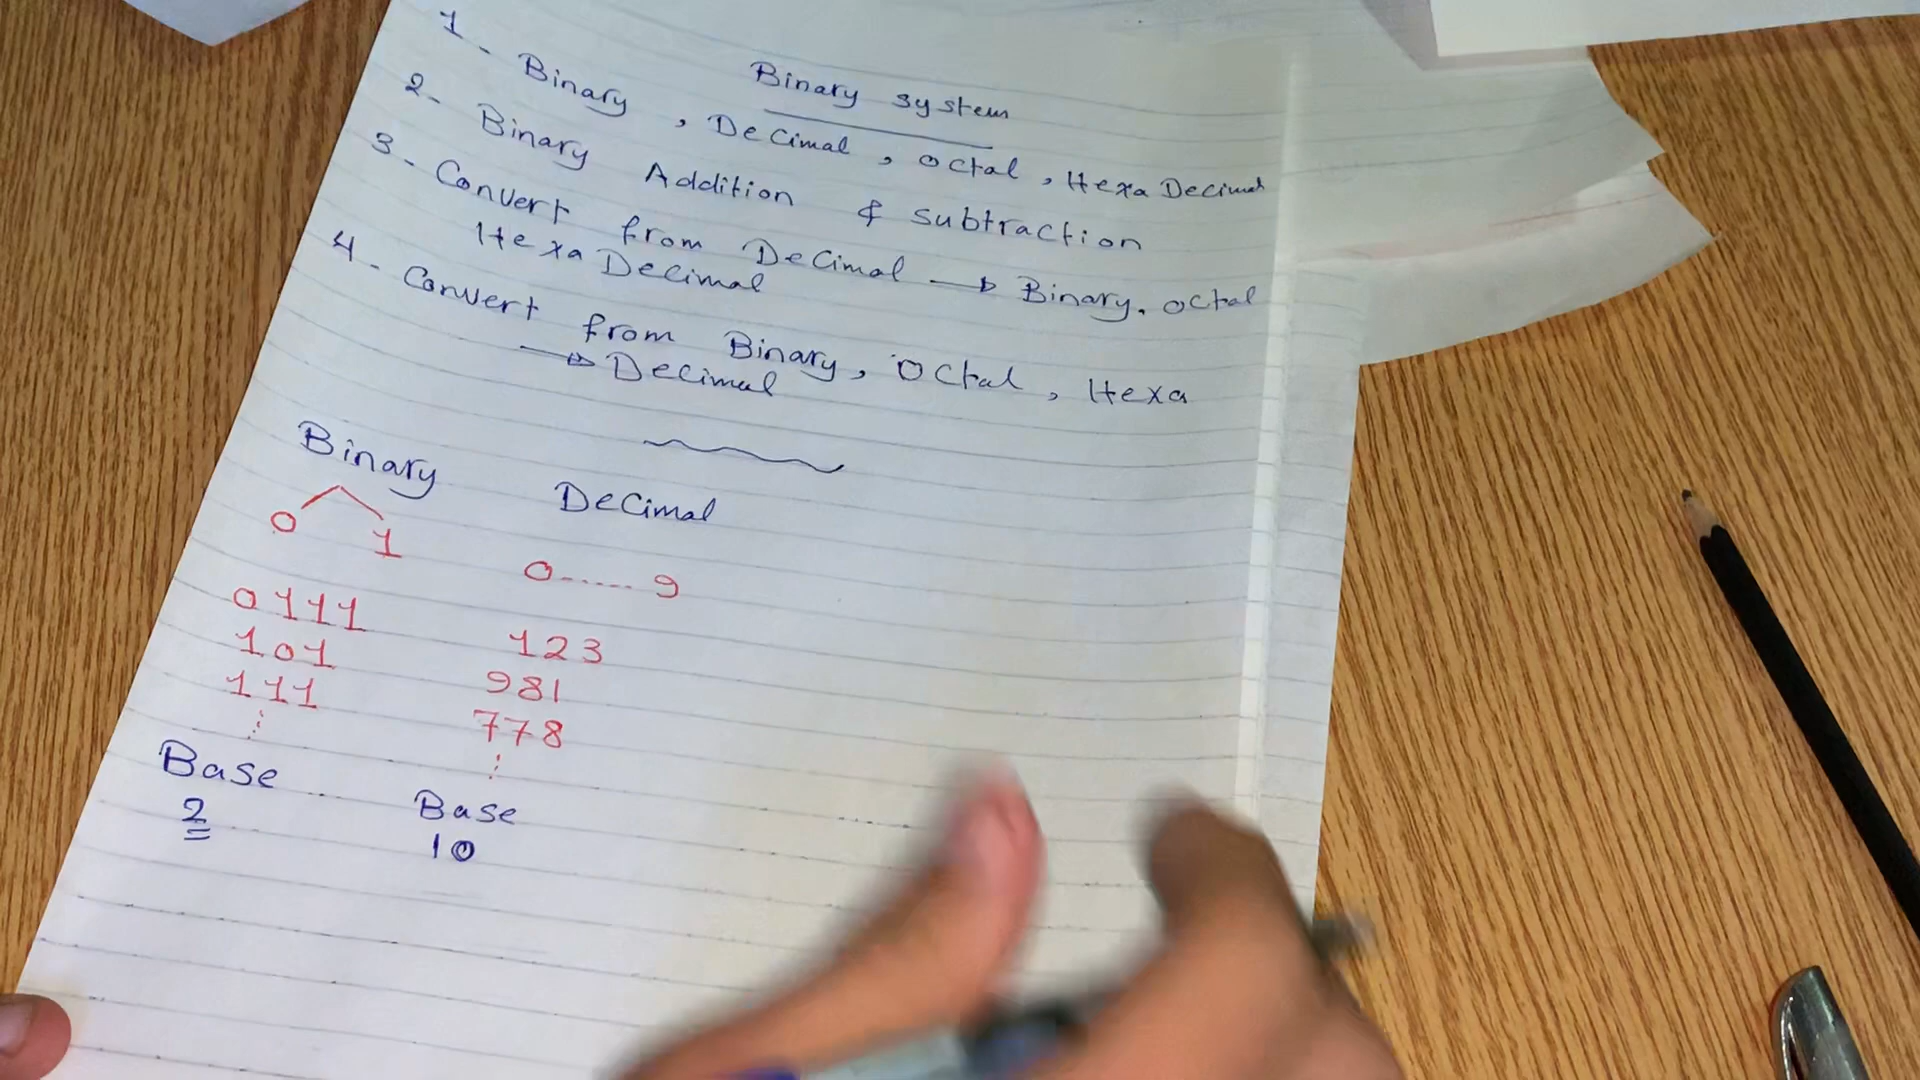 Binary system
1- Binary, Decimal, octal, Hexa Decimal
2- Binary Addition & subtraction
3- Convert from Decimal → Binary, octal
Hexa Decimal
4- Convert from Binary, Octal, Hexa
→ Decimal
Binary Decimal
0 1
0......9
0111
123
101
981
111
778
Base
Base
2
10